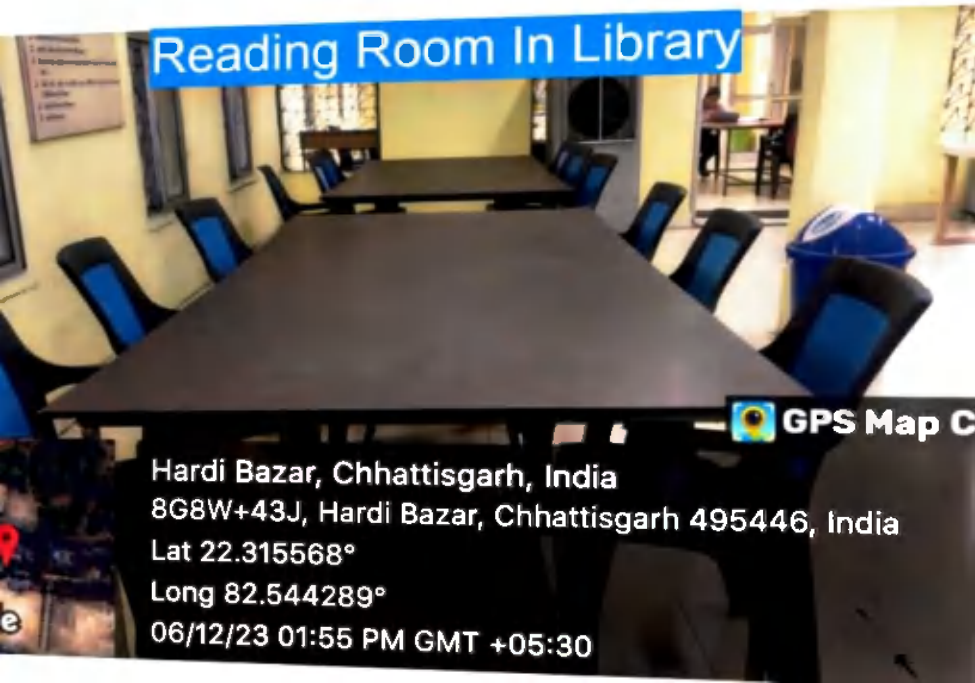 Reading Room In Library
GPS Map C
Hardi Bazar, Chhattisgarh, India
8G8W+43J, Hardi Bazar, Chhattisgarh 495446, India
Lat 22.315568°
Long 82.544289°
06/12/23 01:55 PM GMT +05:30
e